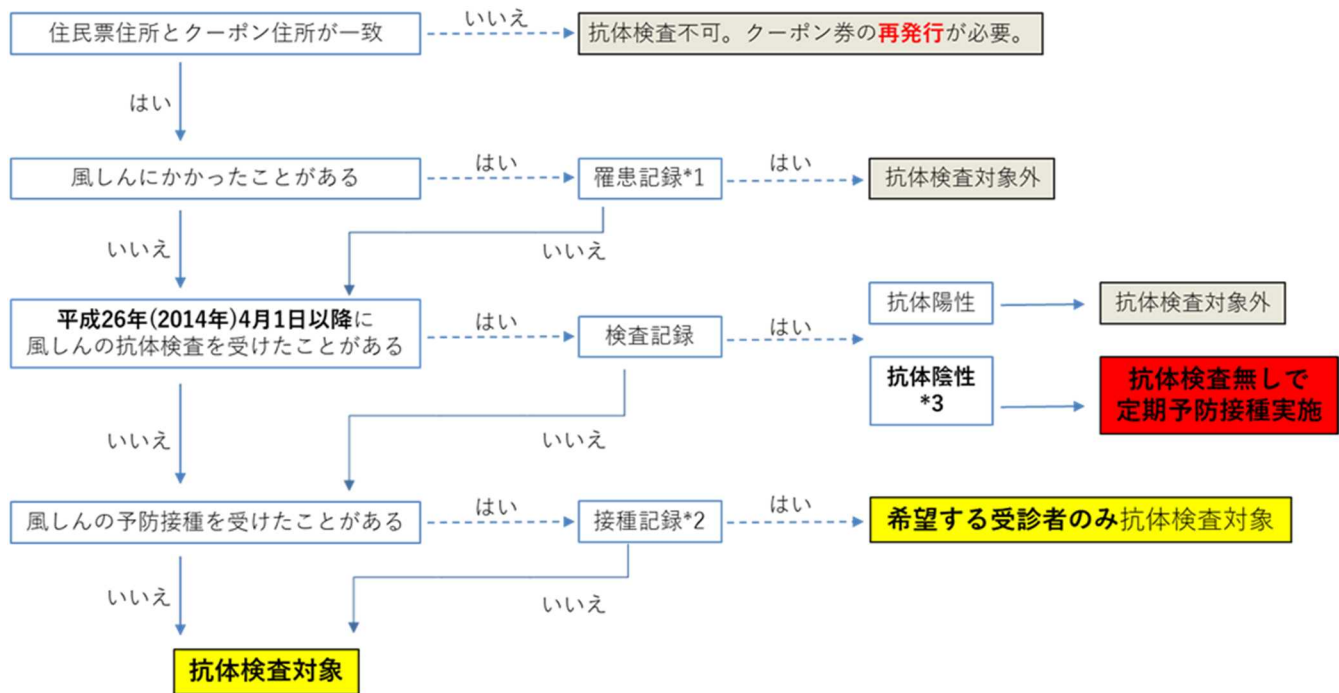 住民票住所とクーポン住所が一致
いいえ
抗体検査不可。クーポン券の再発行が必要。
はい
風しんにかかったことがある
はい
罹患記録*1
はい
抗体検査対象外
いいえ
いいえ
平成26年(2014年)4月1日以降に
風しんの抗体検査を受けたことがある
はい
検査記録
はい
抗体陽性
抗体検査対象外
抗体陰性
*3
抗体検査無しで
定期予防接種実施
いいえ
いいえ
風しんの予防接種を受けたことがある
はい
接種記録*2
はい
希望する受診者のみ抗体検査対象
いいえ
いいえ
抗体検査対象